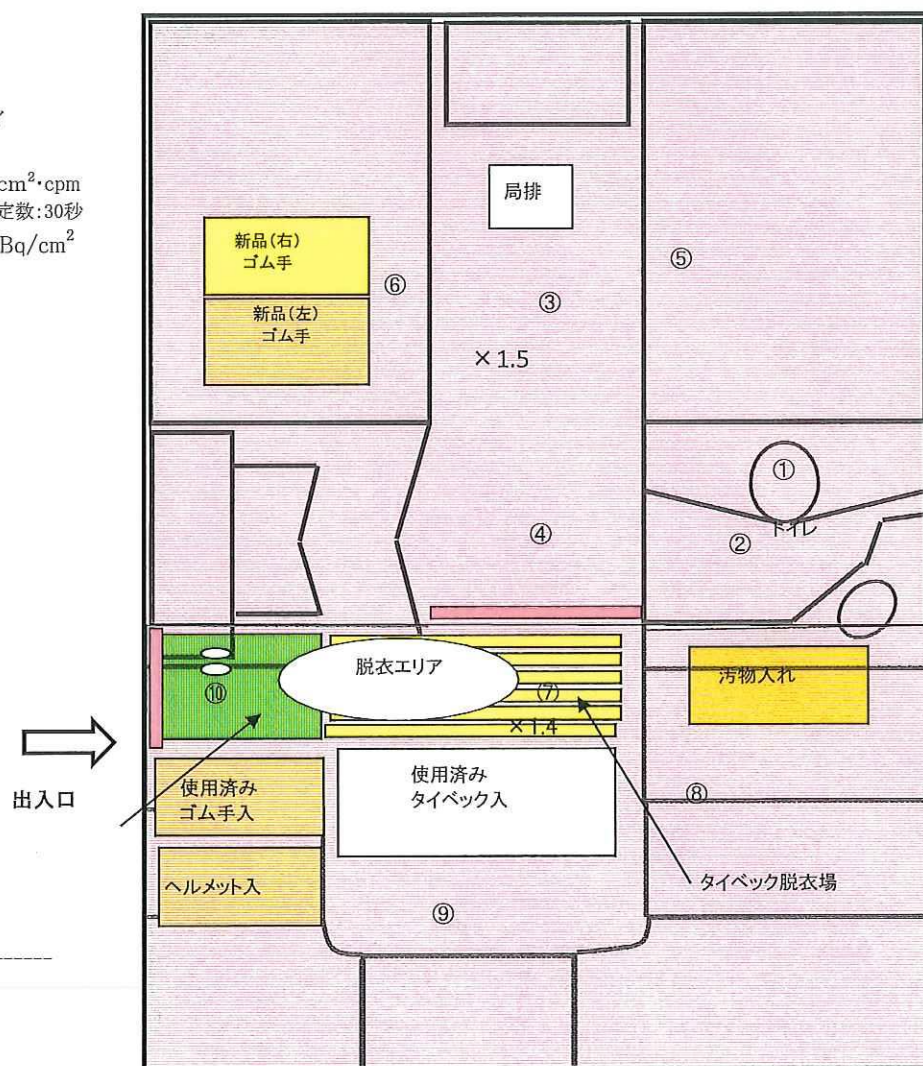 cm²・cpm
定数:30秒
Bq/cm²
局排
新品(右)
ゴム手
新品(左)
ゴム手
⑥
③
⑤
×1.5
①
トイレ
②
④
脱衣エリア
⑦
×1.4
⑩
汚物入れ
出入口
使用済み
ゴム手入
使用済み
タイベック入
⑧
ヘルメット入
タイベック脱衣場
⑨